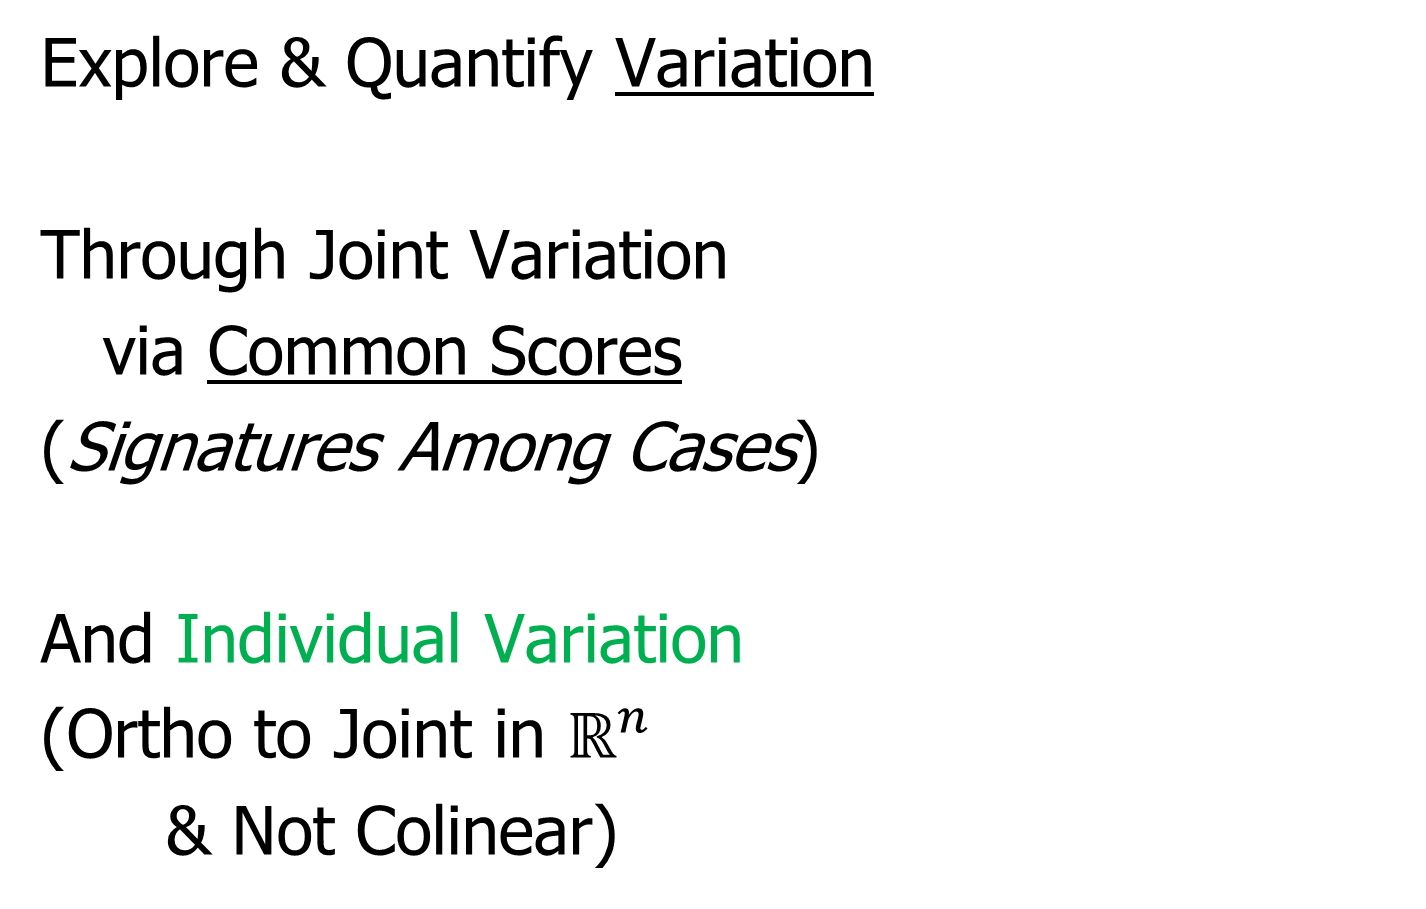 Explore & Quantify Variation
Through Joint Variation
via Common Scores
(Signatures Among Cases)
And Individual Variation
(Ortho to Joint in ℝⁿ
& Not Colinear)